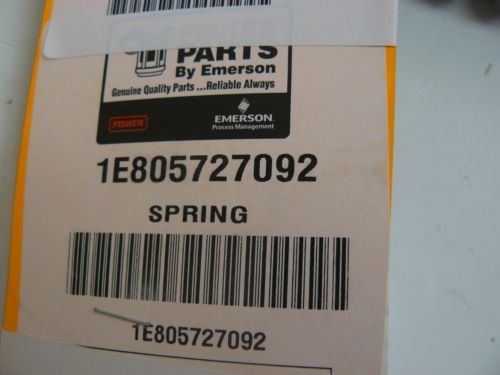 PARTS
By Emerson
Genuine Quality Parts ...Reliable Always
FISHER
EMERSON
Process Management
1E805727092
SPRING
1E805727092